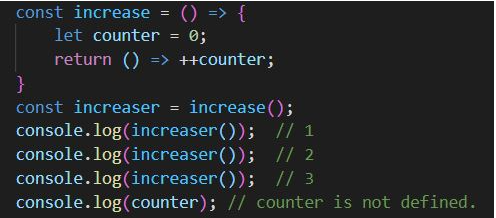 const increase = () => {
    let counter = 0;
    return () => ++counter;
}
const increaser = increase();
console.log(increaser());  // 1
console.log(increaser());  // 2
console.log(increaser());  // 3
console.log(counter); // counter is not defined.